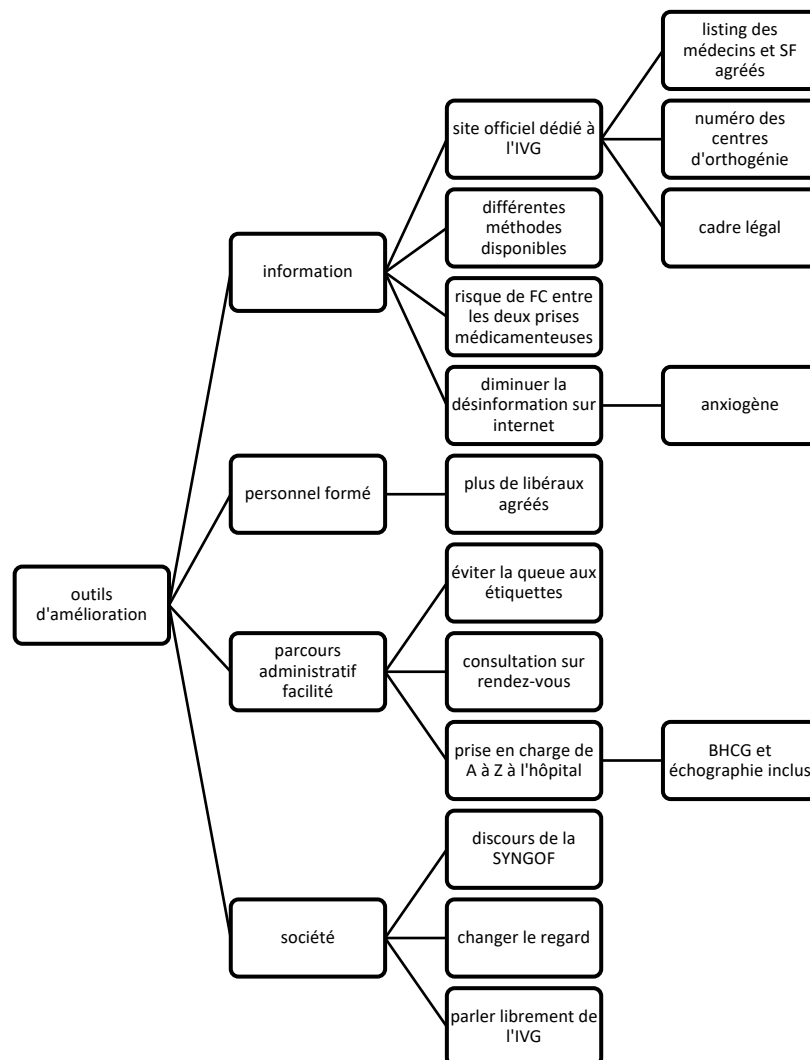 listing des
médecins et SF
agréés
site officiel dédié à
l'IVG
numéro des
centres
d'orthogénie
cadre légal
différentes
méthodes
disponibles
information
risque de FC entre
les deux prises
médicamenteuses
diminuer la
désinformation sur
internet
anxiogène
personnel formé
plus de libéraux
agréés
outils
d'amélioration
éviter la queue aux
étiquettes
parcours
administratif
facilité
consultation sur
rendez-vous
prise en charge de
A à Z à l'hôpital
BHCG et
échographie inclus
discours de la
SYNGOF
société
changer le regard
parler librement de
l'IVG